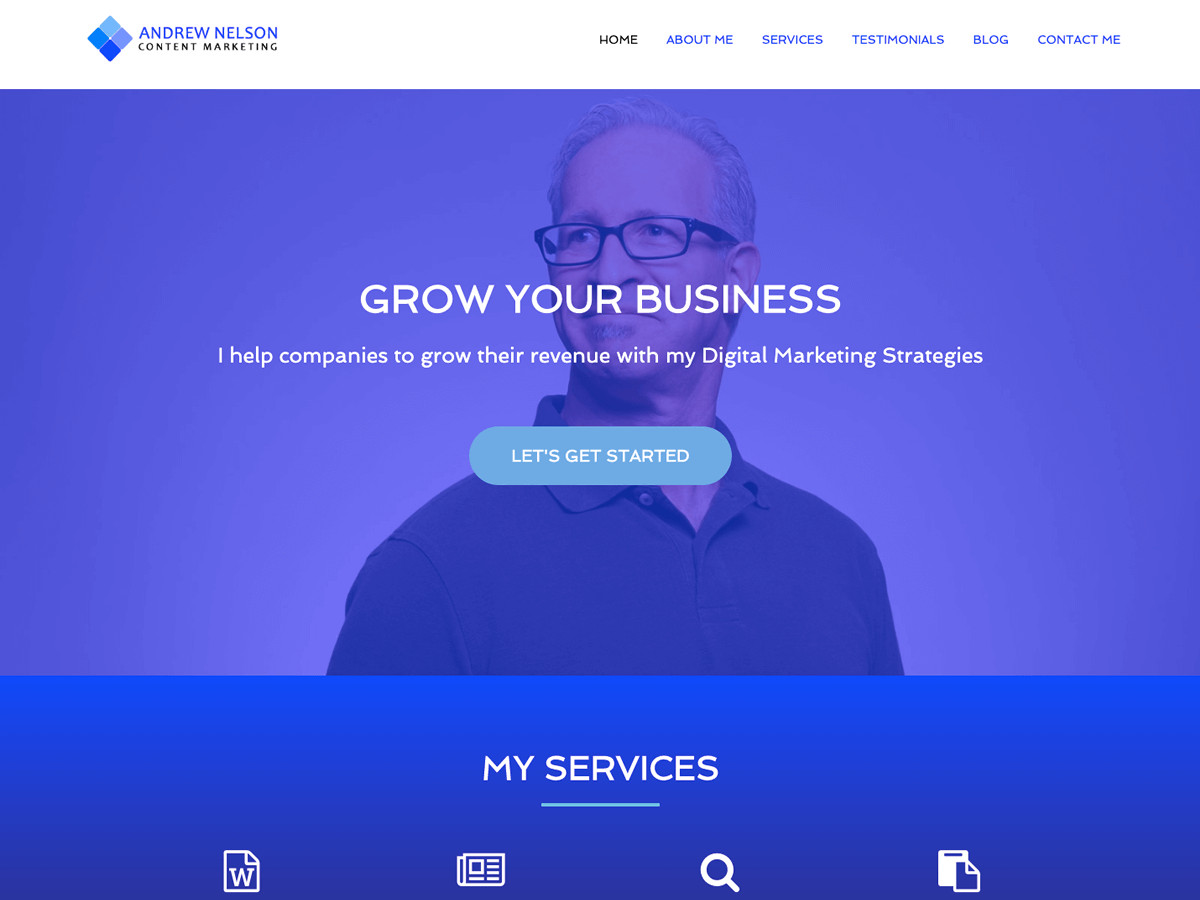 ANDREW NELSON
CONTENT MARKETING
HOME ABOUT ME SERVICES TESTIMONIALS BLOG CONTACT ME
GROW YOUR BUSINESS
I help companies to grow their revenue with my Digital Marketing Strategies
LET'S GET STARTED
MY SERVICES
W